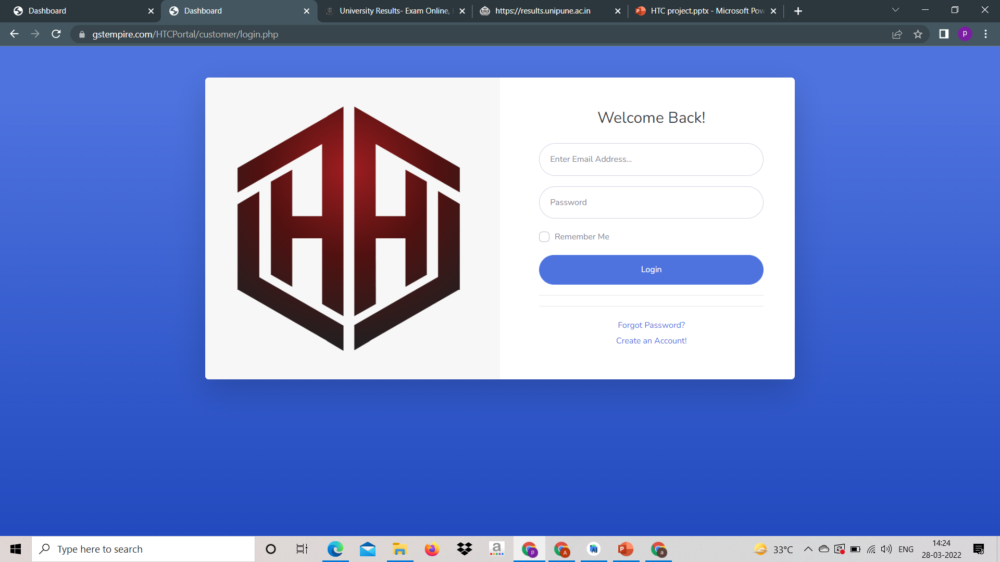 Dashboard
Dashboard
University Results- Exam Online,
https://results.unipune.ac.in
HTC project.pptx - Microsoft Pow
gstempire.com/HTCPortal/customer/login.php
P
Welcome Back!
Enter Email Address...
Password
Remember Me
Login
Forgot Password?
Create an Account!
Type here to search
33°C
ENG
14:24
28-03-2022